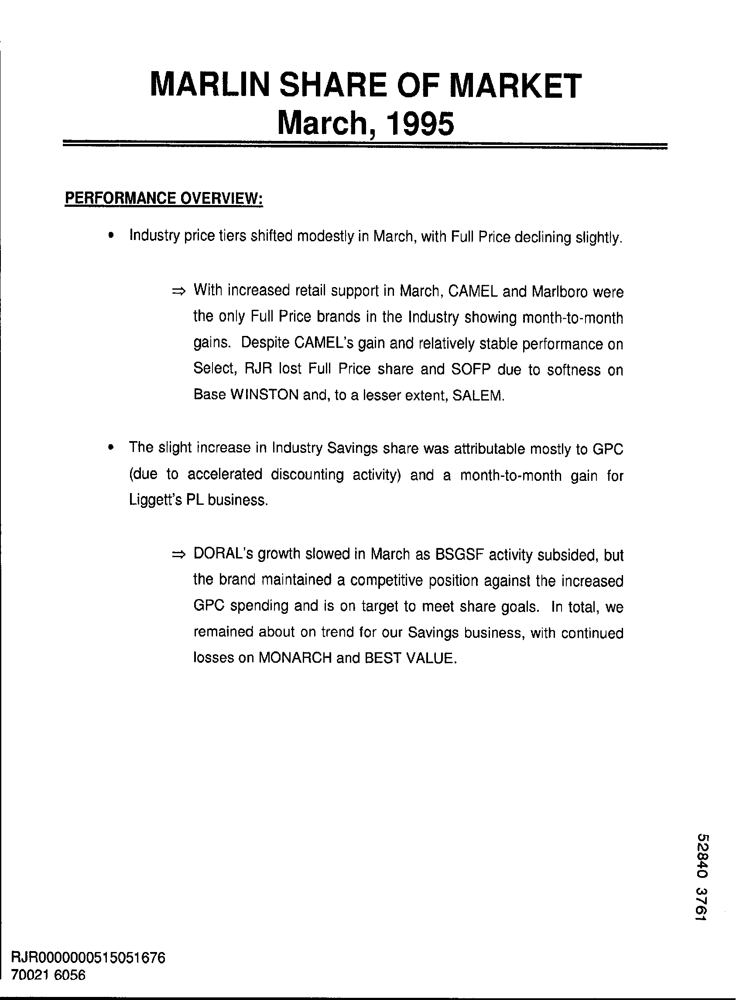 MARLIN SHARE OF MARKET
March, 1995
PERFORMANCE OVERVIEW:
• Industry price tiers shifted modestly in March, with Full Price declining slightly.
⇒ With increased retail support in March, CAMEL and Marlboro were
the only Full Price brands in the Industry showing month-to-month
gains. Despite CAMEL's gain and relatively stable performance on
Select, RJR lost Full Price share and SOFP due to softness on
Base WINSTON and, to a lesser extent, SALEM.
• The slight increase in Industry Savings share was attributable mostly to GPC
(due to accelerated discounting activity) and a month-to-month gain for
Liggett's PL business.
⇒ DORAL's growth slowed in March as BSGSF activity subsided, but
the brand maintained a competitive position against the increased
GPC spending and is on target to meet share goals. In total, we
remained about on trend for our Savings business, with continued
losses on MONARCH and BEST VALUE.
52840 3761
RJR0000000515051676
70021 6056